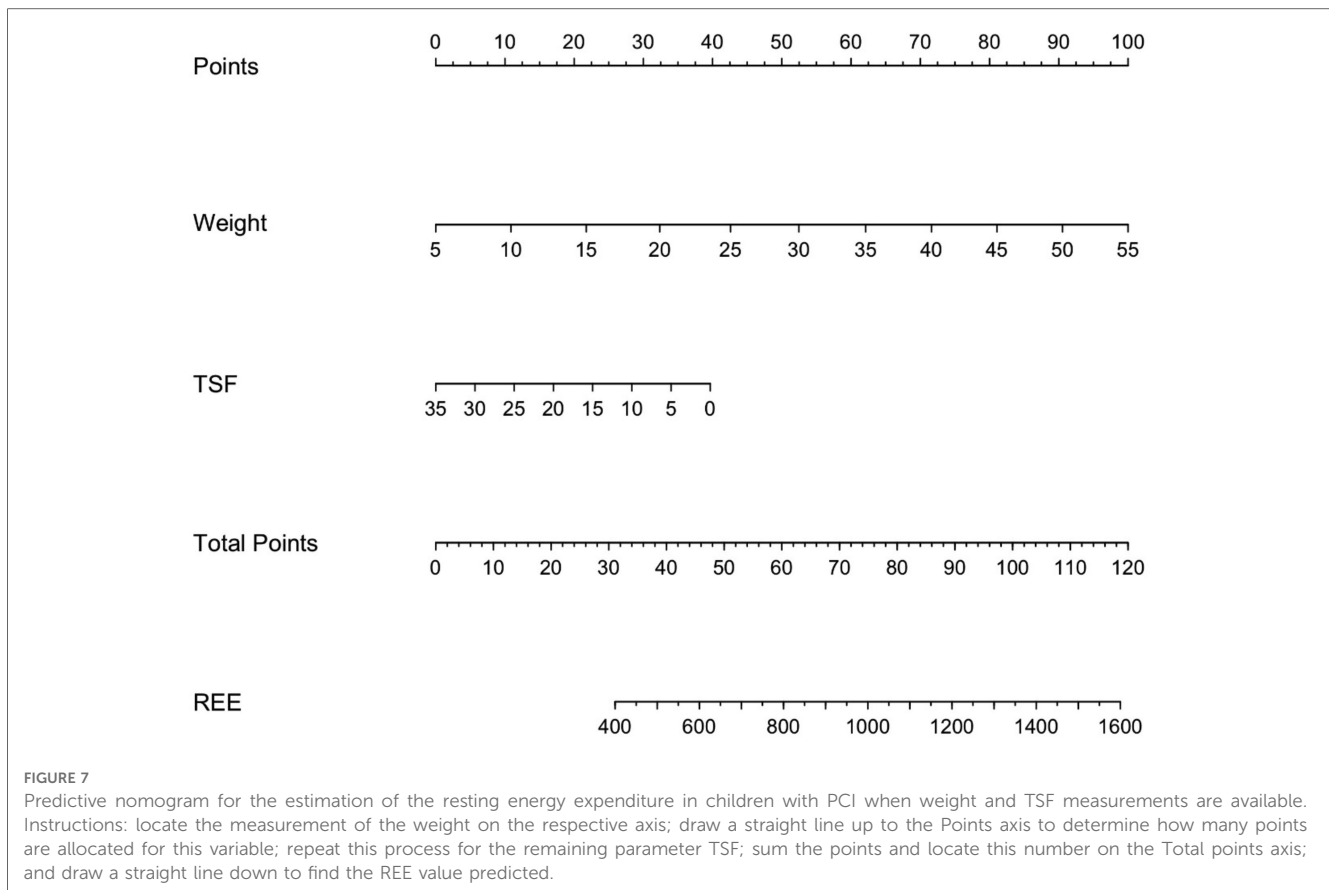 Points
0 10 20 30 40 50 60 70 80 90 100
Weight
5 10 15 20 25 30 35 40 45 50 55
TSF
35 30 25 20 15 10 5 0
Total Points
0 10 20 30 40 50 60 70 80 90 100 110 120
REE
400 600 800 1000 1200 1400 1600
FIGURE 7
Predictive nomogram for the estimation of the resting energy expenditure in children with PCI when weight and TSF measurements are available.
Instructions: locate the measurement of the weight on the respective axis; draw a straight line up to the Points axis to determine how many points
are allocated for this variable; repeat this process for the remaining parameter TSF; sum the points and locate this number on the Total points axis;
and draw a straight line down to find the REE value predicted.